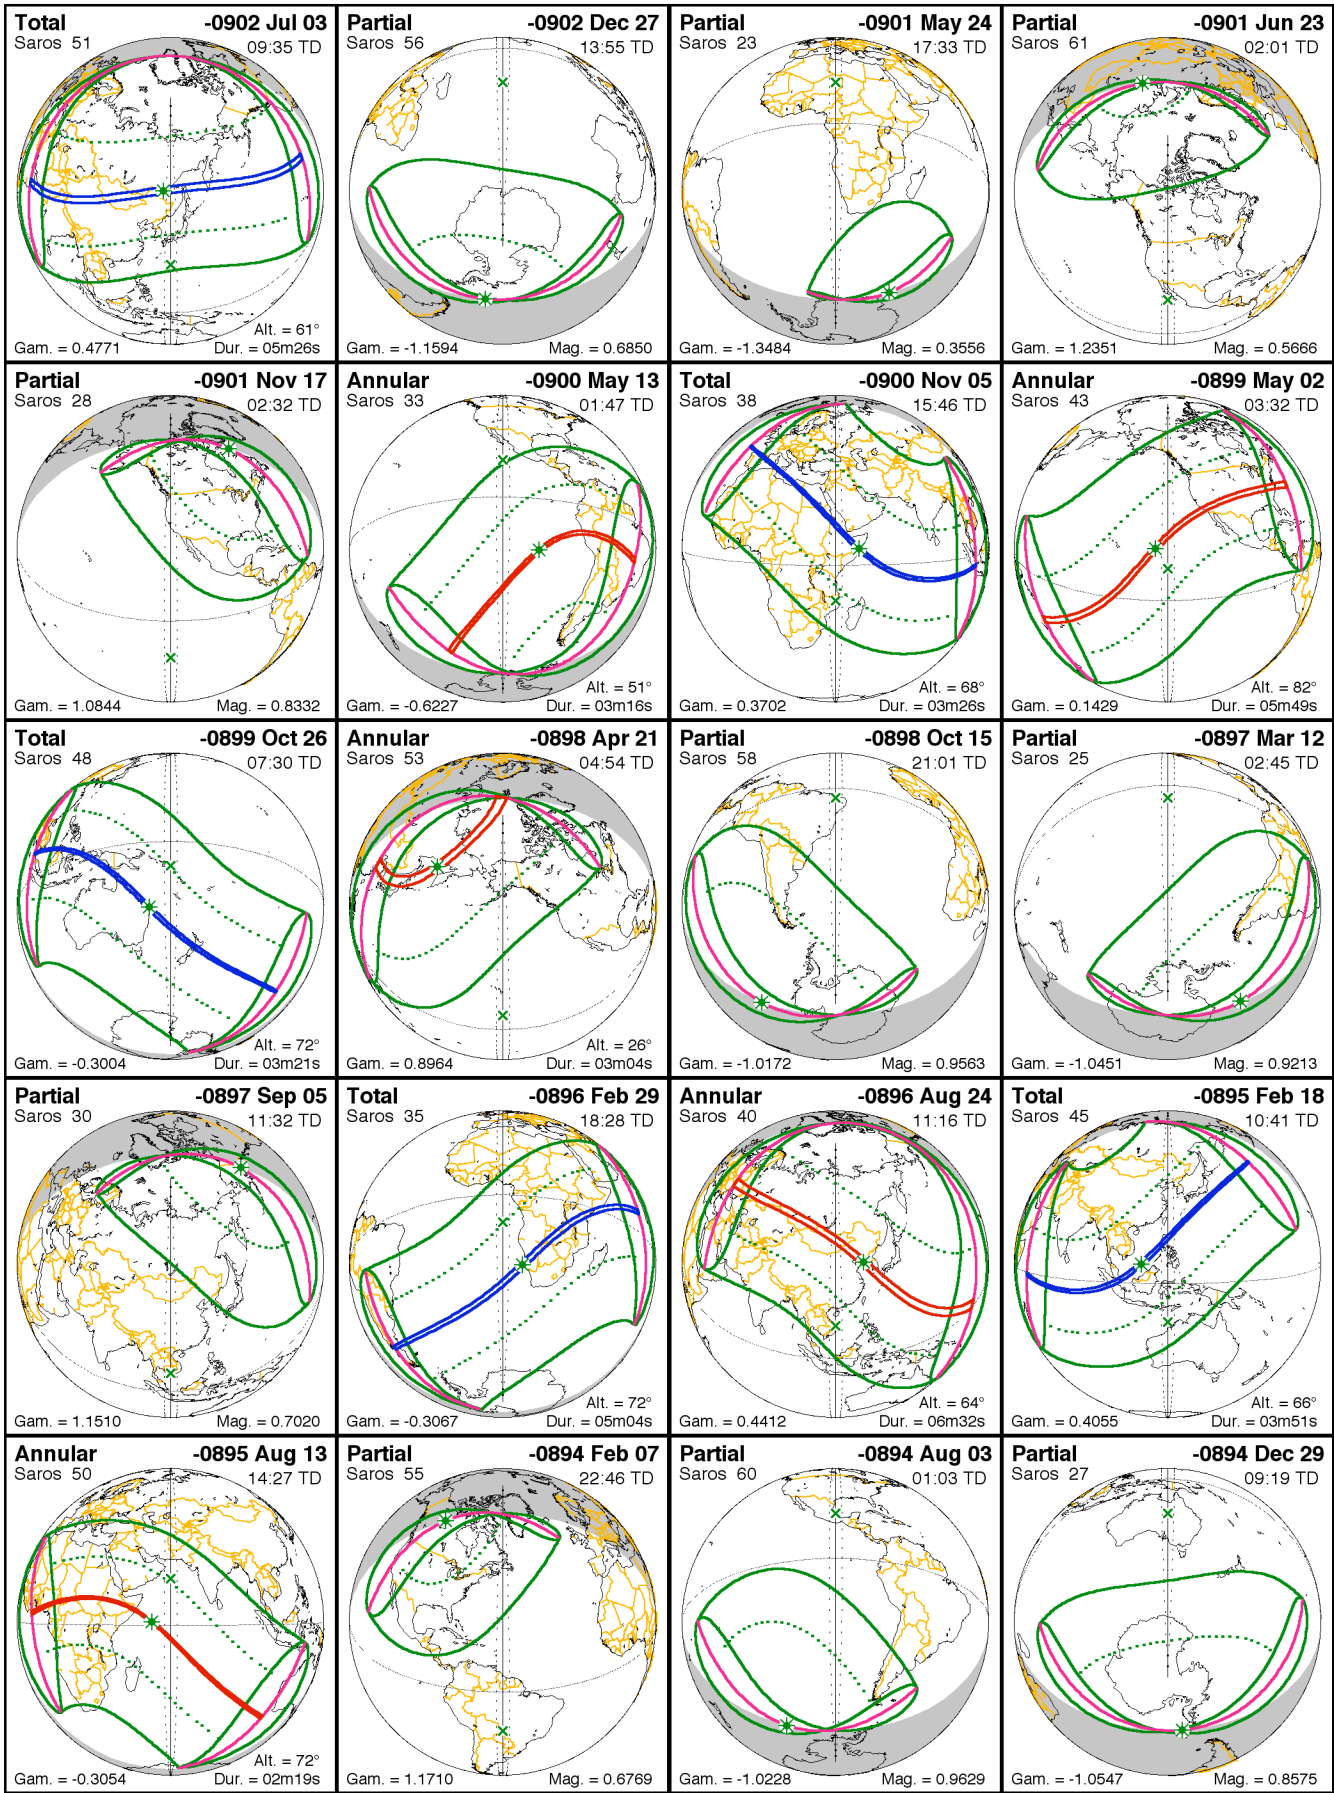 Total -0902 Jul 03
Saros 51 09:35 TD
Alt. = 61°
Gam. = 0.4771 Dur. = 05m26s
Partial -0902 Dec 27
Saros 56 13:55 TD
Gam. = -1.1594 Mag. = 0.6850
Partial -0901 May 24
Saros 23 17:33 TD
Gam. = -1.3484 Mag. = 0.3556
Partial -0901 Jun 23
Saros 61 02:01 TD
Gam. = 1.2351 Mag. = 0.5666
Partial -0901 Nov 17
Saros 28 02:32 TD
Gam. = 1.0844 Mag. = 0.8332
Annular -0900 May 13
Saros 33 01:47 TD
Alt. = 51°
Gam. = -0.6227 Dur. = 03m16s
Total -0900 Nov 05
Saros 38 15:46 TD
Alt. = 68°
Gam. = 0.3702 Dur. = 03m26s
Annular -0899 May 02
Saros 43 03:32 TD
Alt. = 82°
Gam. = 0.1429 Dur. = 05m49s
Total -0899 Oct 26
Saros 48 07:30 TD
Alt. = 72°
Gam. = -0.3004 Dur. = 03m21s
Annular -0898 Apr 21
Saros 53 04:54 TD
Alt. = 26°
Gam. = 0.8964 Dur. = 03m04s
Partial -0898 Oct 15
Saros 58 21:01 TD
Gam. = -1.0172 Mag. = 0.9563
Partial -0897 Mar 12
Saros 25 02:45 TD
Gam. = -1.0451 Mag. = 0.9213
Partial -0897 Sep 05
Saros 30 11:32 TD
Gam. = 1.1510 Mag. = 0.7020
Total -0896 Feb 29
Saros 35 18:28 TD
Alt. = 72°
Gam. = -0.3067 Dur. = 05m04s
Annular -0896 Aug 24
Saros 40 11:16 TD
Alt. = 64°
Gam. = 0.4412 Dur. = 06m32s
Total -0895 Feb 18
Saros 45 10:41 TD
Alt. = 66°
Gam. = 0.4055 Dur. = 03m51s
Annular -0895 Aug 13
Saros 50 14:27 TD
Alt. = 72°
Gam. = -0.3054 Dur. = 02m19s
Partial -0894 Feb 07
Saros 55 22:46 TD
Gam. = 1.1710 Mag. = 0.6769
Partial -0894 Aug 03
Saros 60 01:03 TD
Gam. = -1.0228 Mag. = 0.9629
Partial -0894 Dec 29
Saros 27 09:19 TD
Gam. = -1.0547 Mag. = 0.8575